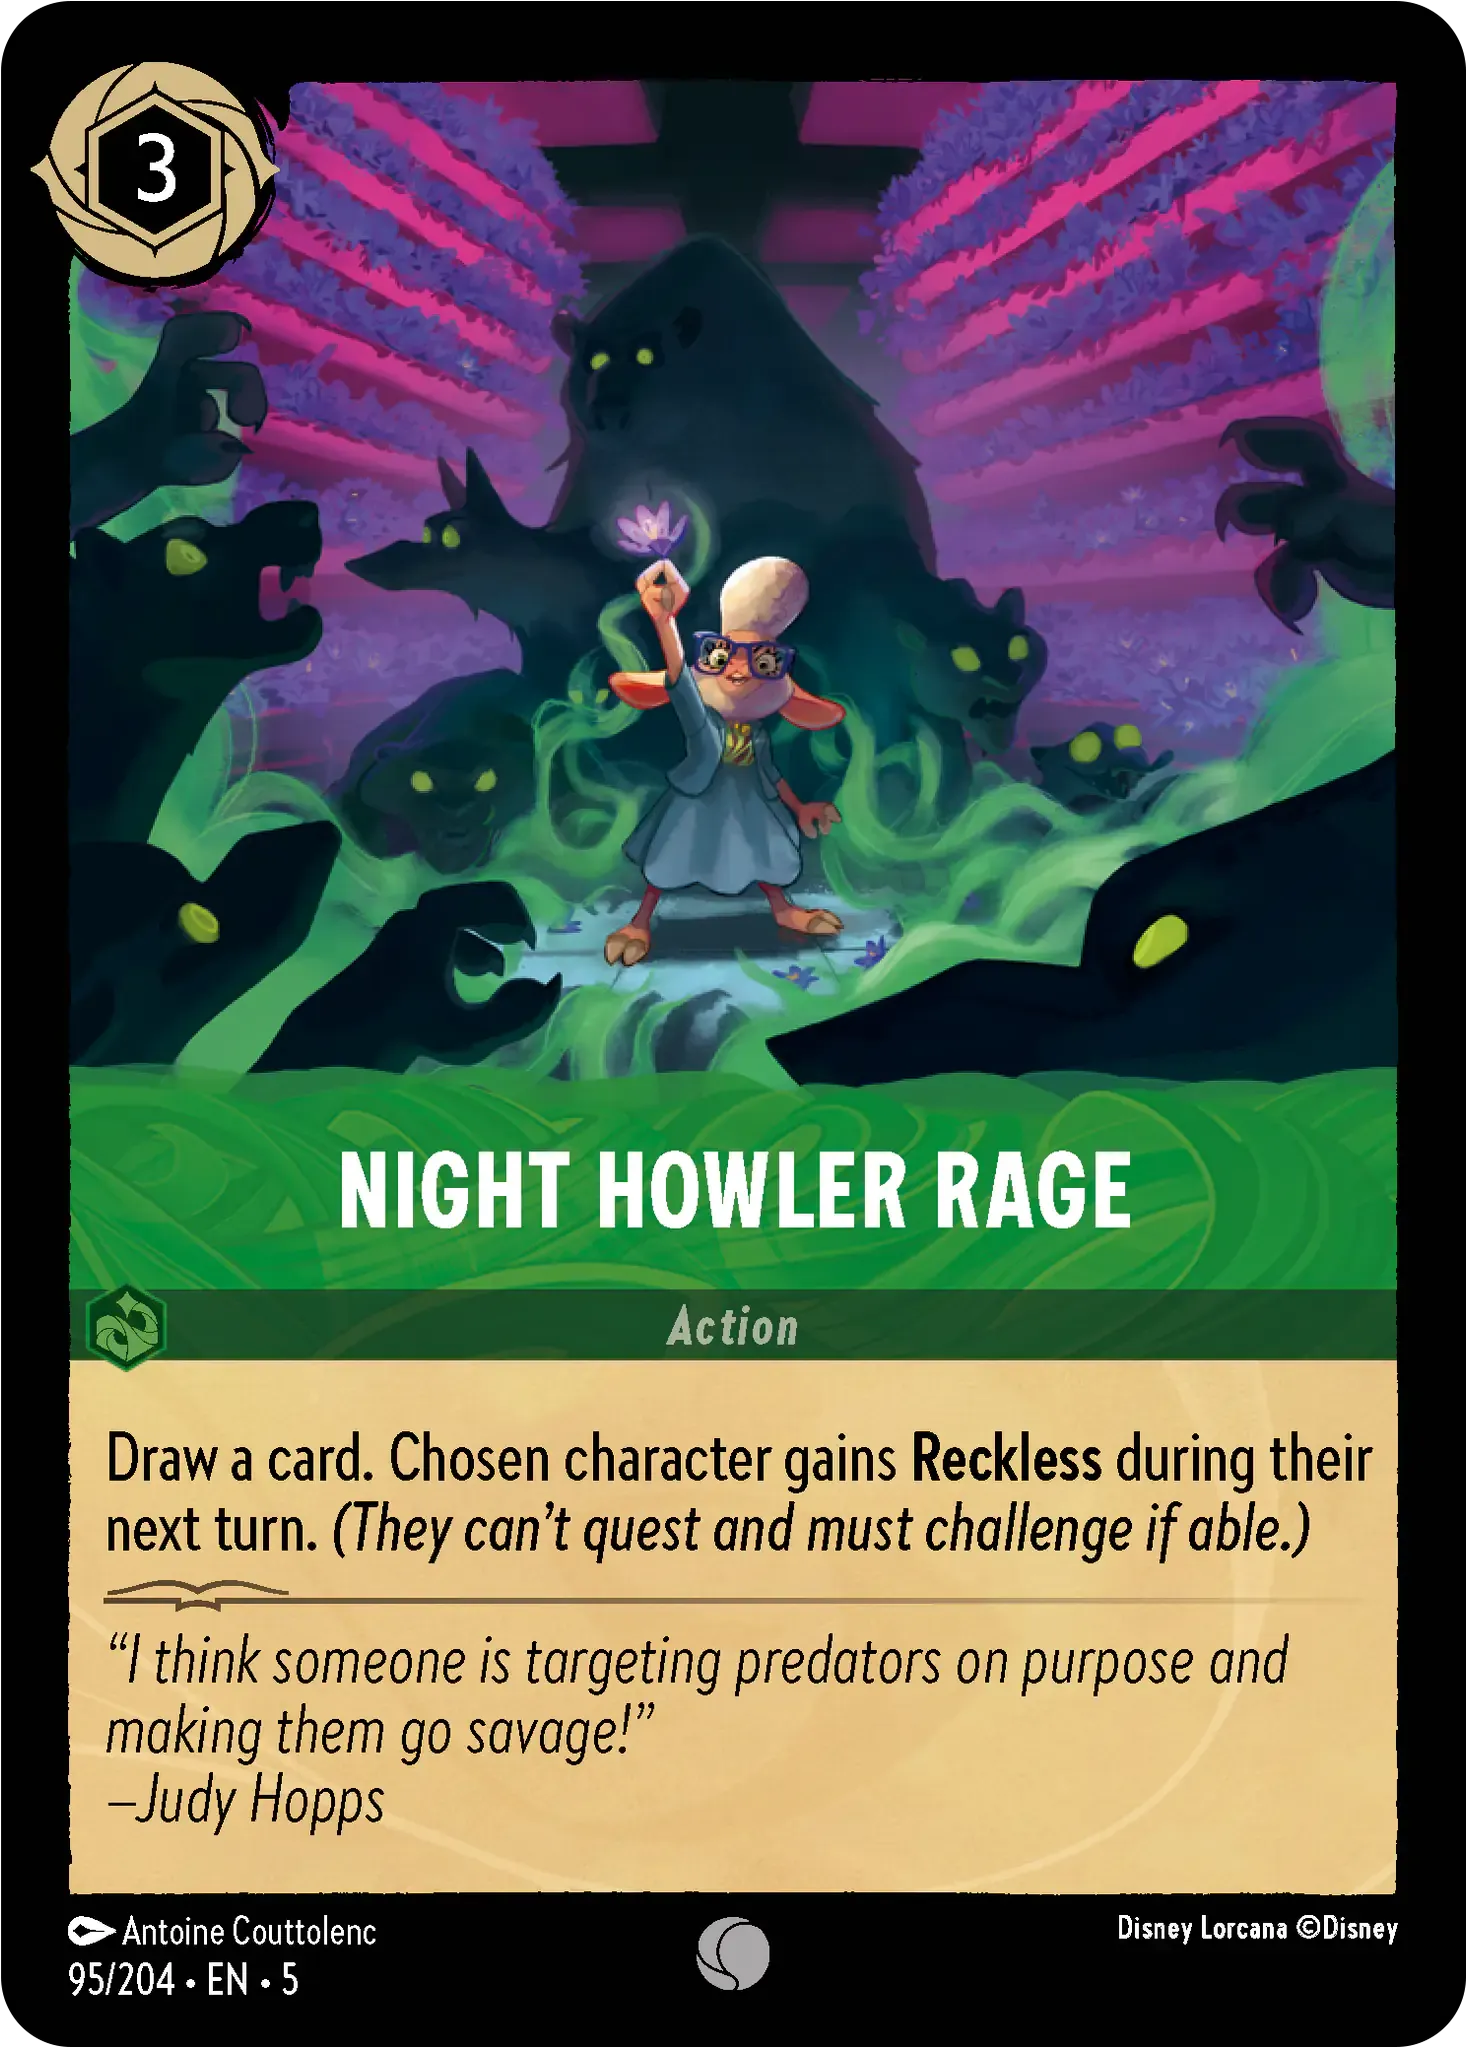 3
NIGHT HOWLER RAGE
Action
Draw a card. Chosen character gains Reckless during their
next turn. (They can't quest and must challenge if able.)
“I think someone is targeting predators on purpose and
making them go savage!”
–Judy Hopps
Antoine Couttolenc
Disney Lorcana ©Disney
95/204 • EN • 5